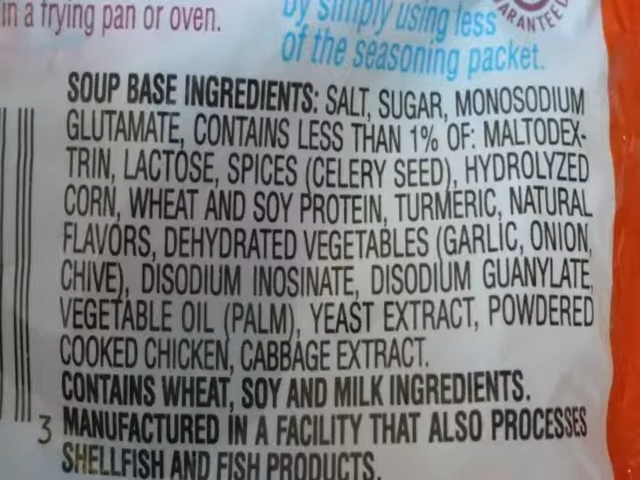 in a frying pan or oven.
by simply using less
of the seasoning packet.
SOUP BASE INGREDIENTS: SALT, SUGAR, MONOSODIUM
GLUTAMATE, CONTAINS LESS THAN 1% OF: MALTODEX-
TRIN, LACTOSE, SPICES (CELERY SEED), HYDROLYZED
CORN, WHEAT AND SOY PROTEIN, TURMERIC, NATURAL
FLAVORS, DEHYDRATED VEGETABLES (GARLIC, ONION,
CHIVE), DISODIUM INOSINATE, DISODIUM GUANYLATE,
VEGETABLE OIL (PALM), YEAST EXTRACT, POWDERED
COOKED CHICKEN, CABBAGE EXTRACT.
CONTAINS WHEAT, SOY AND MILK INGREDIENTS.
MANUFACTURED IN A FACILITY THAT ALSO PROCESSES
SHELLFISH AND FISH PRODUCTS.
3